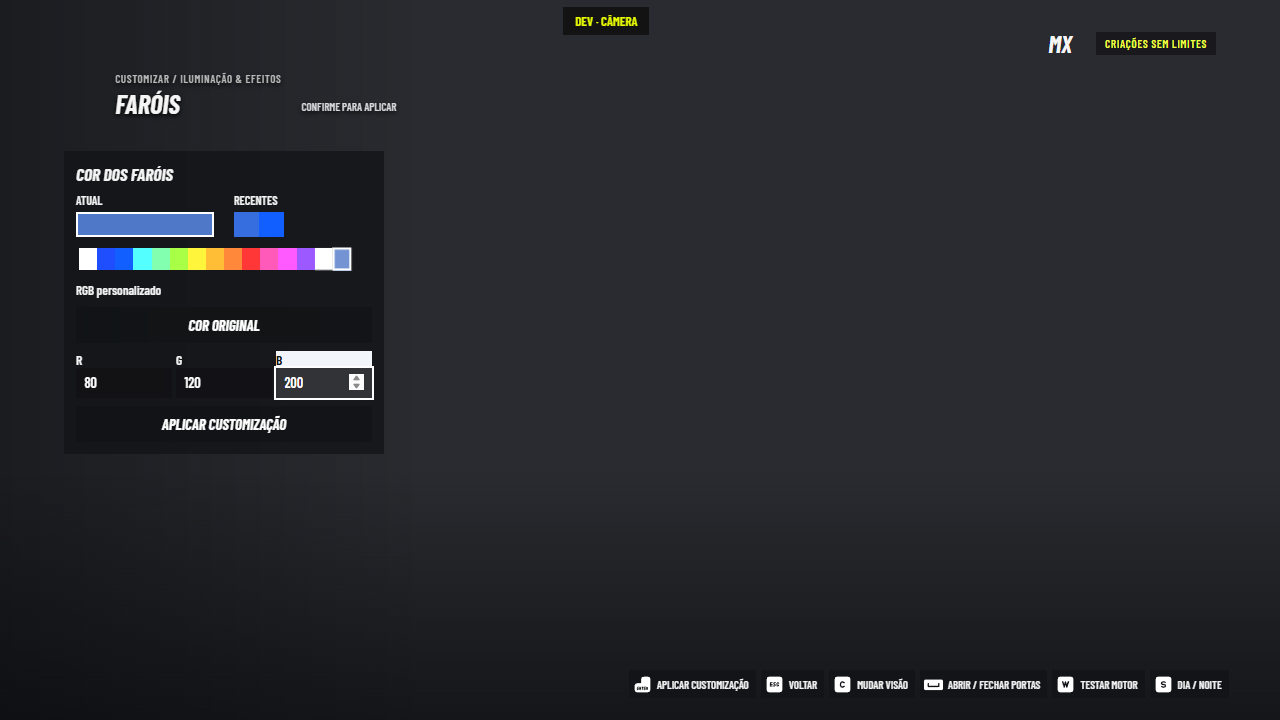 DEV - CÂMERA
MX
CRIAÇÕES SEM LIMITES
CUSTOMIZAR / ILUMINAÇÃO & EFEITOS
FARÓIS
CONFIRME PARA APLICAR
COR DOS FARÓIS
ATUAL RECENTES
RGB personalizado
COR ORIGINAL
R G B
80 120 200
APLICAR CUSTOMIZAÇÃO
ENTER APLICAR CUSTOMIZAÇÃO ESC VOLTAR C MUDAR VISÃO ABRIR / FECHAR PORTAS W TESTAR MOTOR S DIA / NOITE